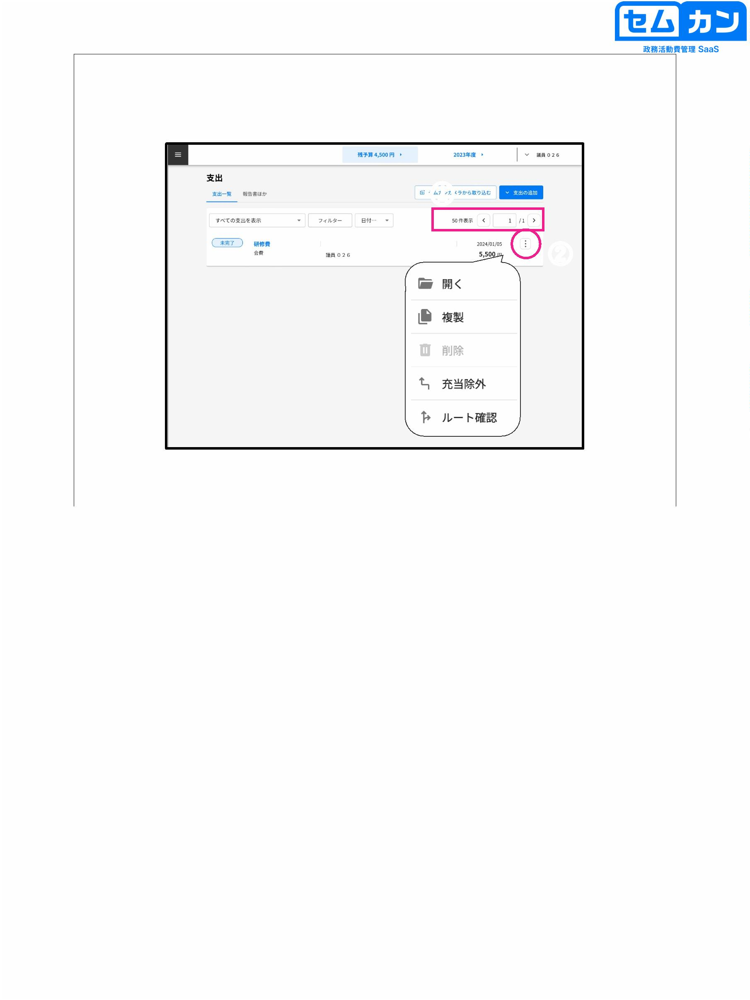 セムカン
政務活動費管理 SaaS
残予算 4,500 円
2023年度
議員 0 2 6
支出
支出一覧
報告書ほか
ラから取り込む
支出の追加
すべての支出を表示
フィルター
日付…
50 件表示
1
/ 1
未完了
研修費
会費
議員 0 2 6
2024/01/05
5,500 円
②
開く
複製
削除
充当除外
ルート確認